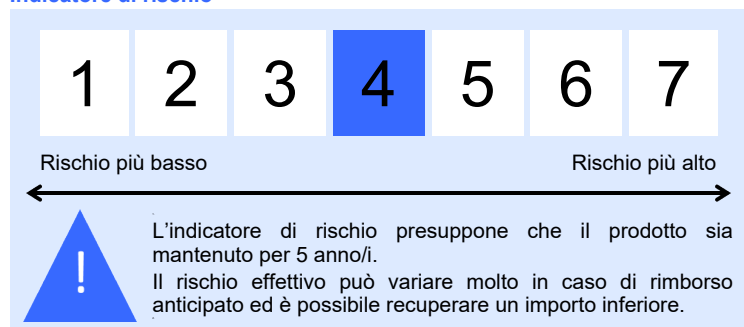 Indicatore di rischio
1 2 3 4 5 6 7
Rischio più basso Rischio più alto
!
L'indicatore di rischio presuppone che il prodotto sia
mantenuto per 5 anno/i.
Il rischio effettivo può variare molto in caso di rimborso
anticipato ed è possibile recuperare un importo inferiore.